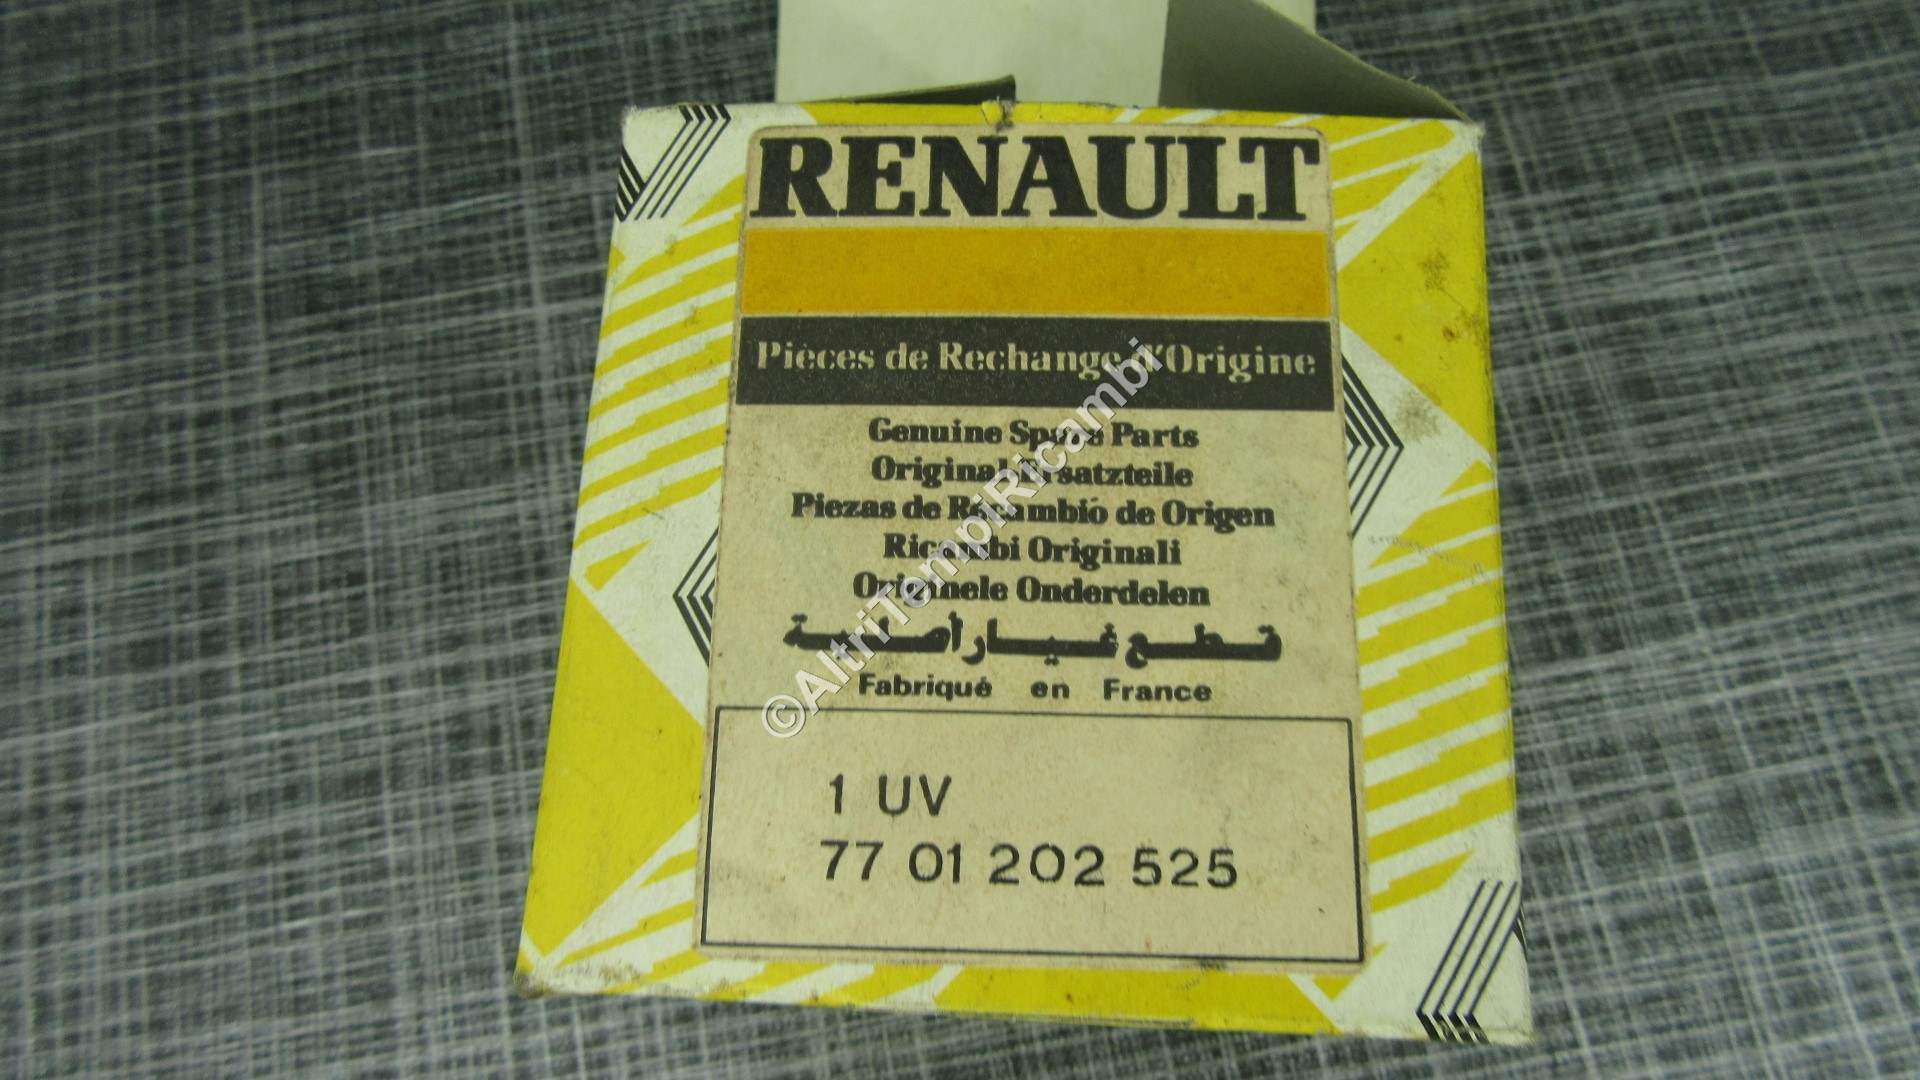 RENAULT
Pièces de Rechange d'Origine
Genuine Spare Parts
Original Ersatzteile
Piezas de Recambio de Origen
Ricambi Originali
Originele Onderdelen
قطع غيار أصلية
Fabriqué en France
1 UV
77 01 202 525
©AltriTempiRicambi